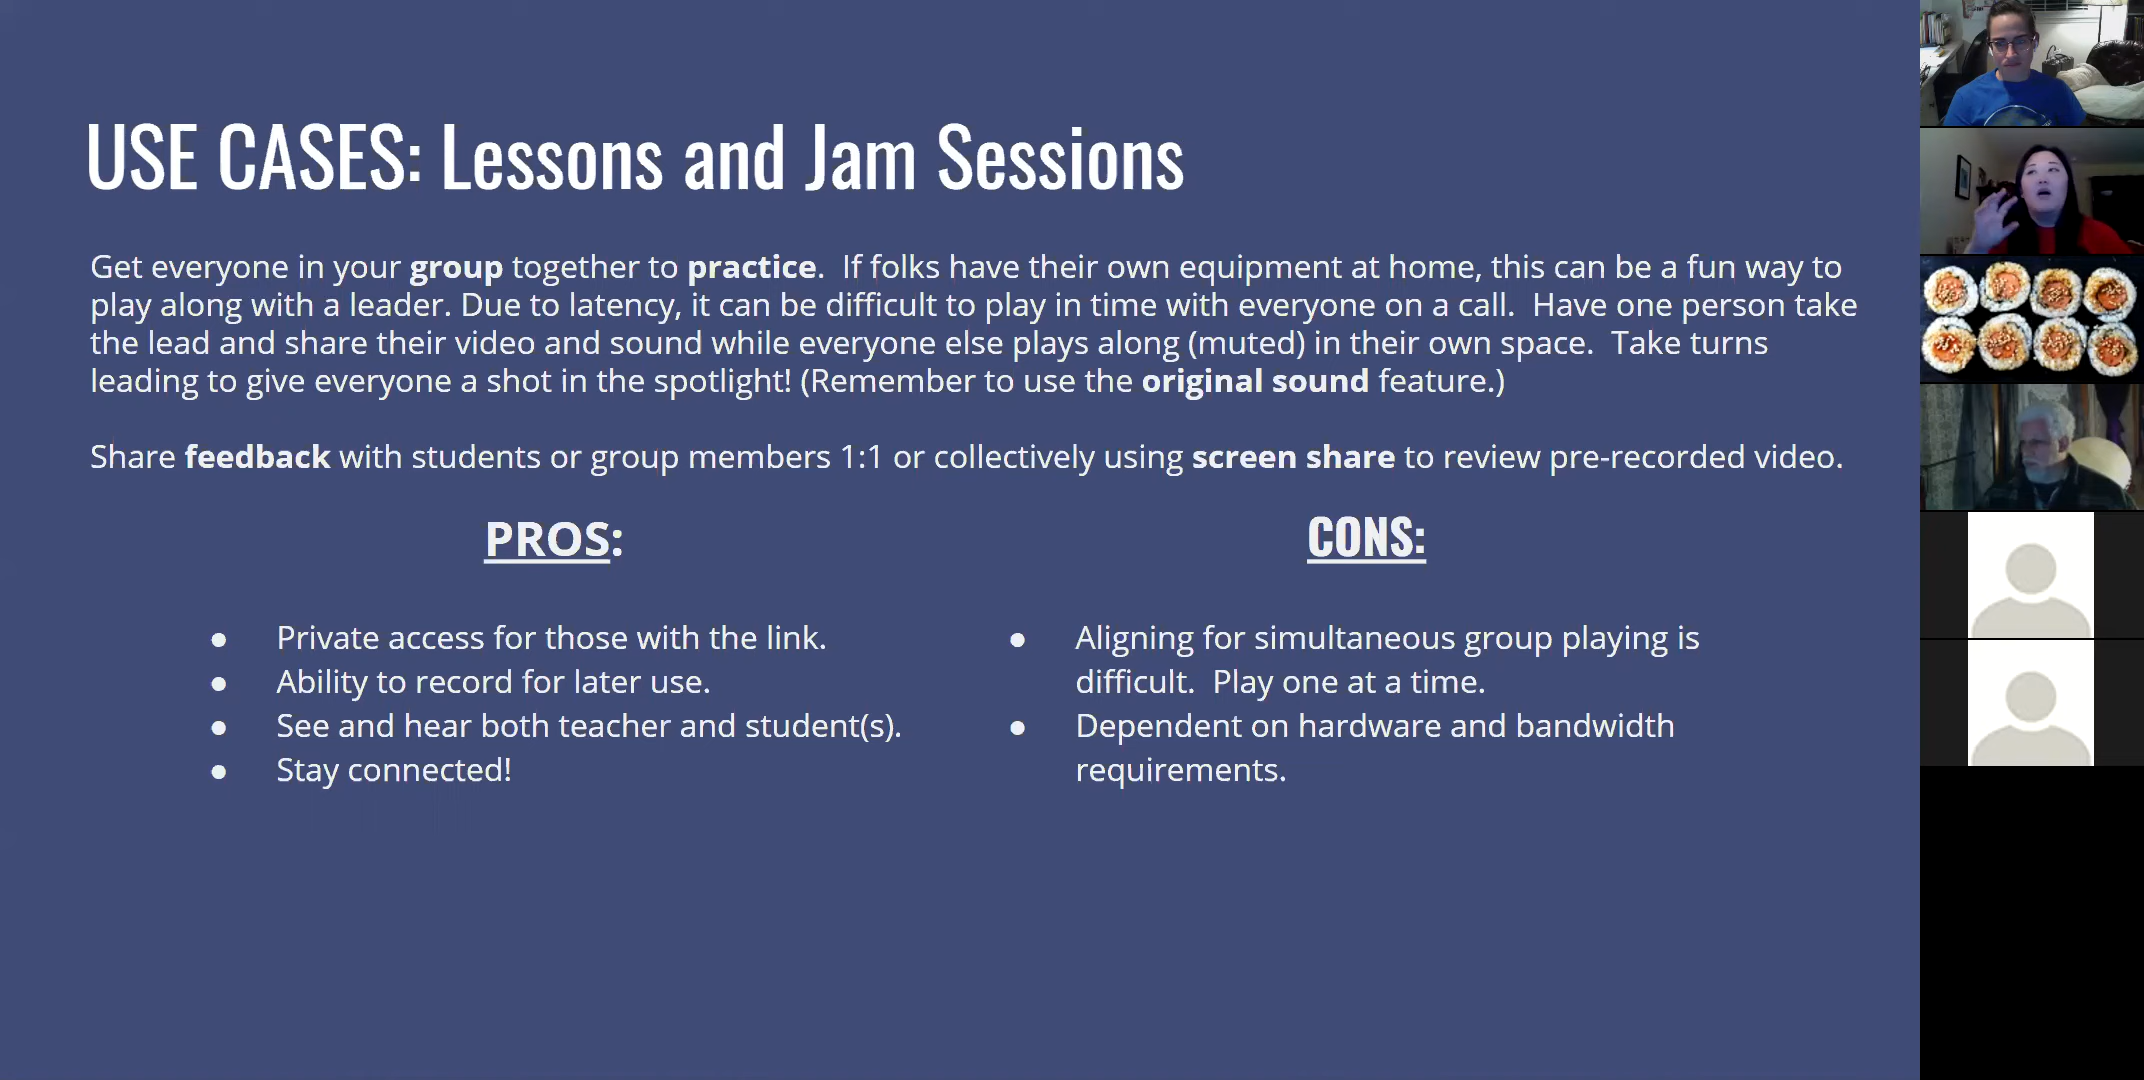 USE CASES: Lessons and Jam Sessions
Get everyone in your group together to practice.  If folks have their own equipment at home, this can be a fun way to
play along with a leader. Due to latency, it can be difficult to play in time with everyone on a call.  Have one person take
the lead and share their video and sound while everyone else plays along (muted) in their own space.  Take turns
leading to give everyone a shot in the spotlight! (Remember to use the original sound feature.)
Share feedback with students or group members 1:1 or collectively using screen share to review pre-recorded video.
PROS:
● Private access for those with the link.
● Ability to record for later use.
● See and hear both teacher and student(s).
● Stay connected!
CONS:
● Aligning for simultaneous group playing is
difficult.  Play one at a time.
● Dependent on hardware and bandwidth
requirements.